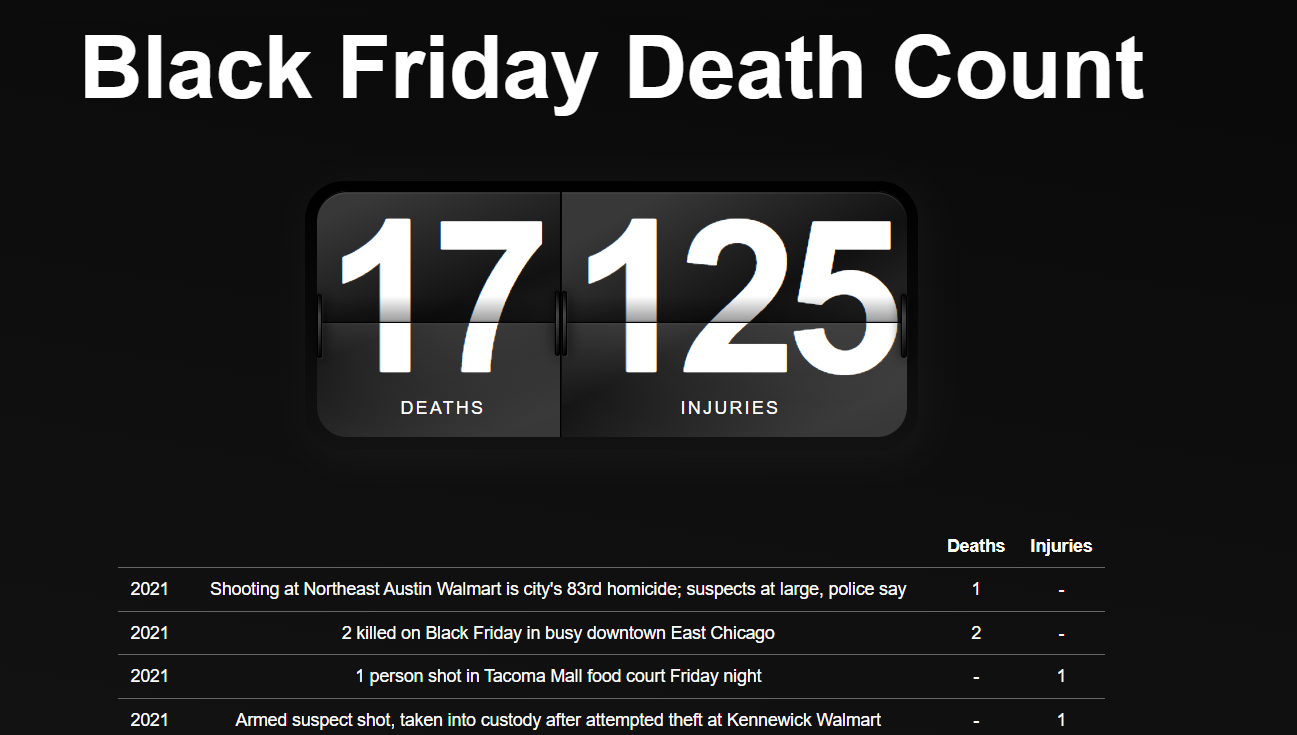 Black Friday Death Count
17 125
DEATHS INJURIES
Deaths Injuries
2021 Shooting at Northeast Austin Walmart is city's 83rd homicide; suspects at large, police say 1 -
2021 2 killed on Black Friday in busy downtown East Chicago 2 -
2021 1 person shot in Tacoma Mall food court Friday night - 1
2021 Armed suspect shot, taken into custody after attempted theft at Kennewick Walmart - 1